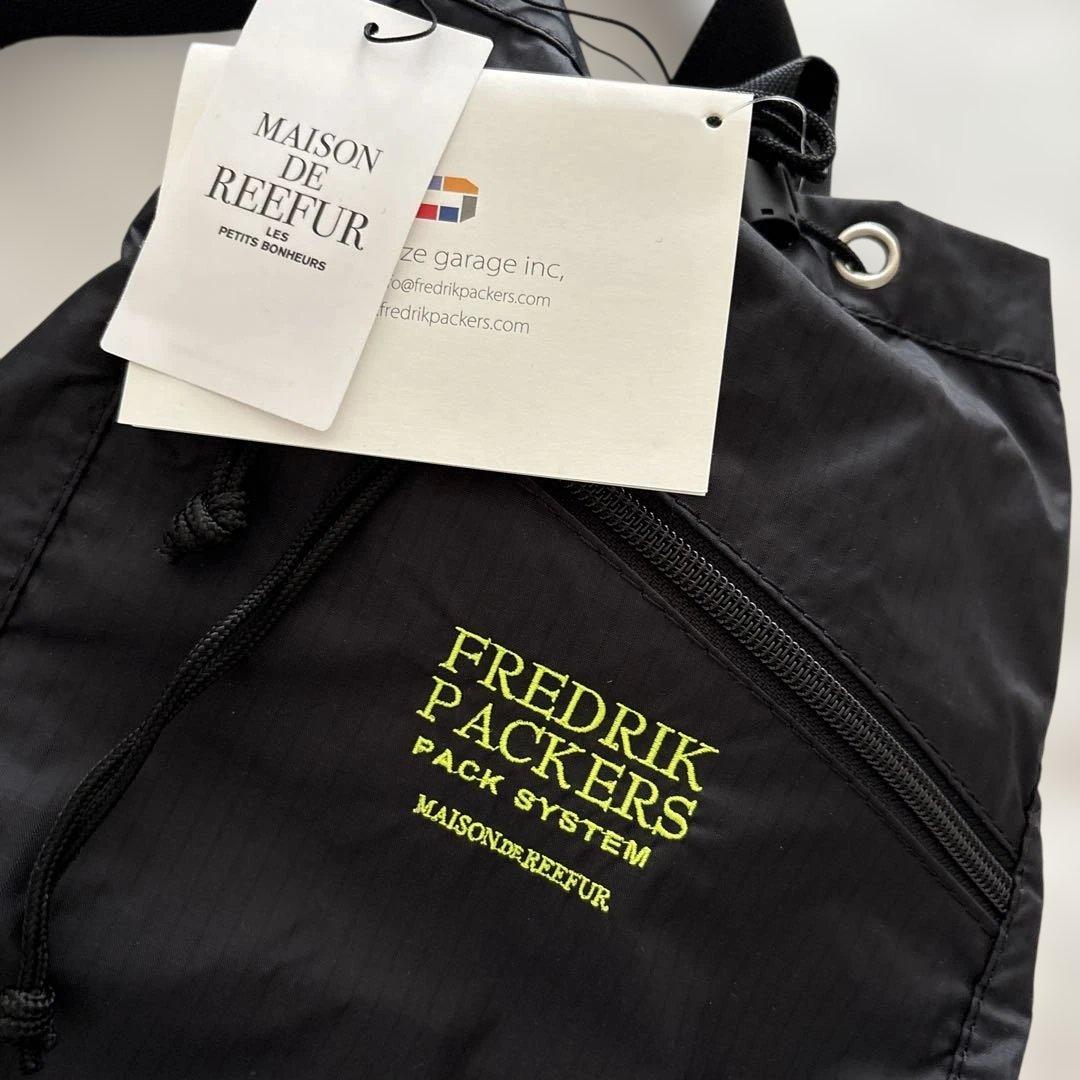 MAISON
DE
REEFUR
LES
PETITS BONHEURS
garage inc,
@fredrikpackers.com
fredrikpackers.com
FREDRIK
PACKERS
PACK SYSTEM
MAISON DE REEFUR